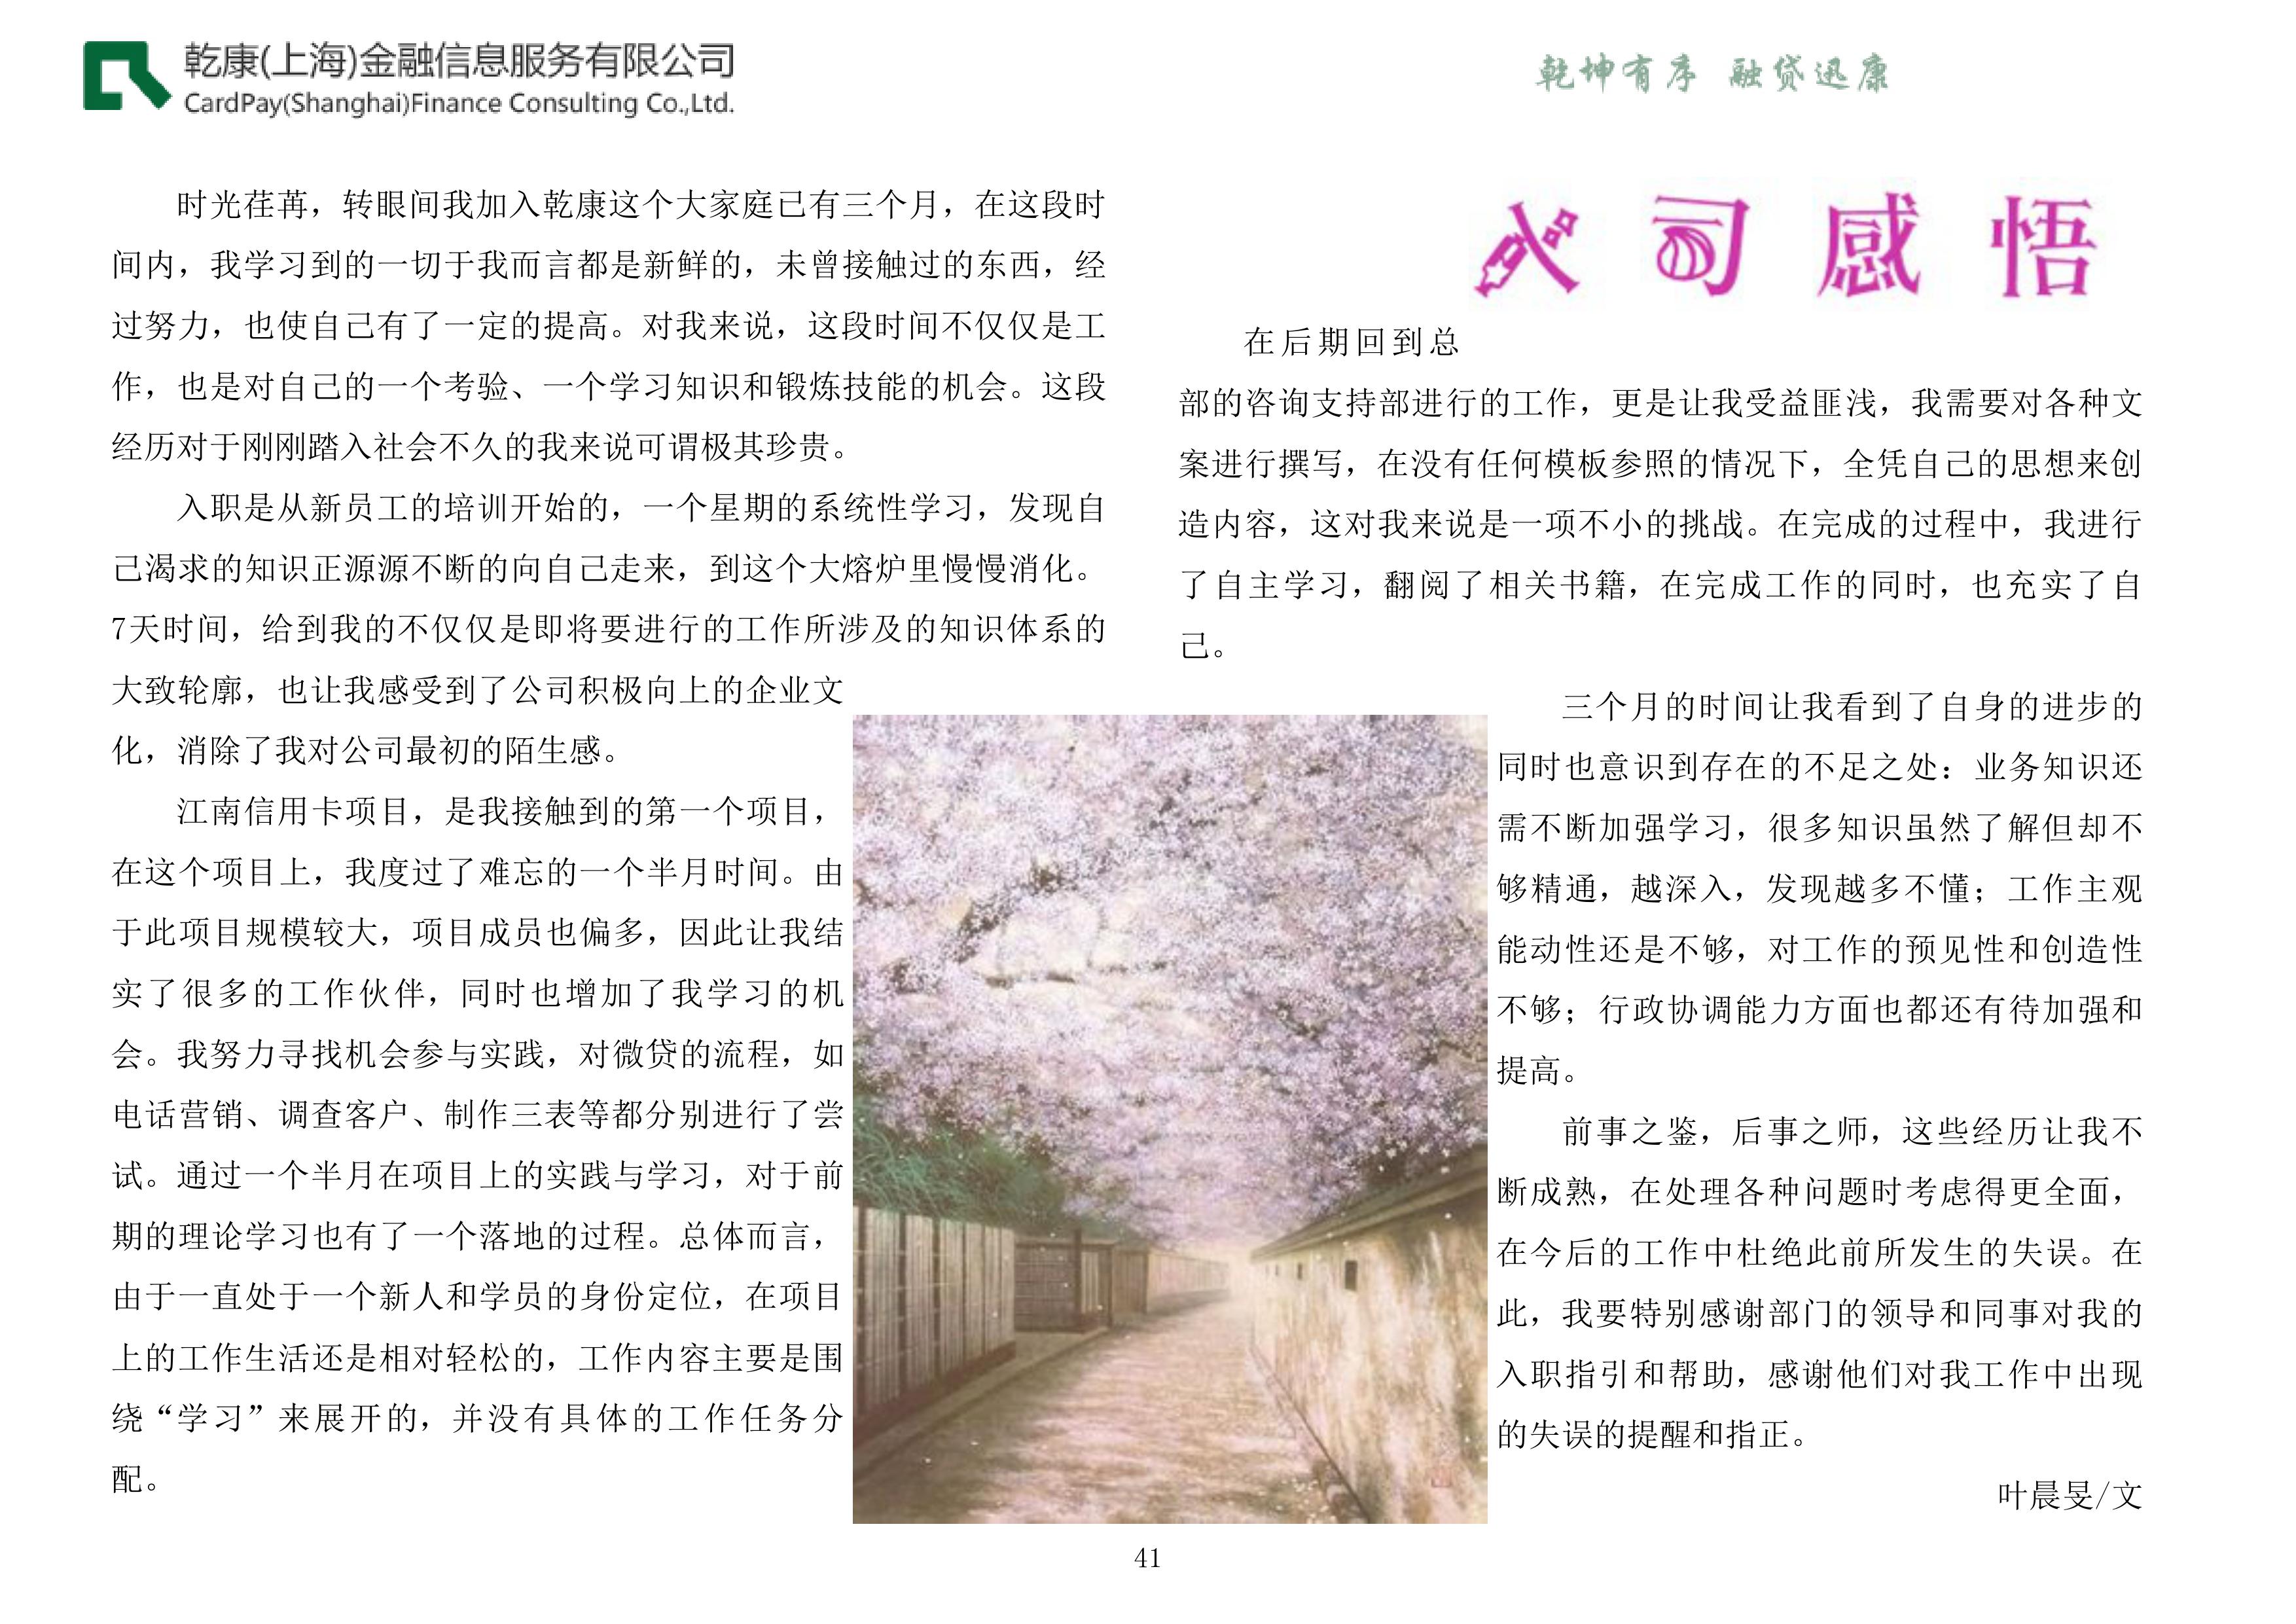 乾康(上海)金融信息服务有限公司
CardPay(Shanghai)Finance Consulting Co.,Ltd.
乾坤有序 融贷迅康
时光荏苒，转眼间我加入乾康这个大家庭已有三个月，在这段时
间内，我学习到的一切于我而言都是新鲜的，未曾接触过的东西，经
过努力，也使自己有了一定的提高。对我来说，这段时间不仅仅是工
作，也是对自己的一个考验、一个学习知识和锻炼技能的机会。这段
经历对于刚刚踏入社会不久的我来说可谓极其珍贵。
入职是从新员工的培训开始的，一个星期的系统性学习，发现自
己渴求的知识正源源不断的向自己走来，到这个大熔炉里慢慢消化。
7天时间，给到我的不仅仅是即将要进行的工作所涉及的知识体系的
大致轮廓，也让我感受到了公司积极向上的企业文
化，消除了我对公司最初的陌生感。
江南信用卡项目，是我接触到的第一个项目，
在这个项目上，我度过了难忘的一个半月时间。由
于此项目规模较大，项目成员也偏多，因此让我结
实了很多的工作伙伴，同时也增加了我学习的机
会。我努力寻找机会参与实践，对微贷的流程，如
电话营销、调查客户、制作三表等都分别进行了尝
试。通过一个半月在项目上的实践与学习，对于前
期的理论学习也有了一个落地的过程。总体而言，
由于一直处于一个新人和学员的身份定位，在项目
上的工作生活还是相对轻松的，工作内容主要是围
绕“学习”来展开的，并没有具体的工作任务分
配。
入司感悟
在后期回到总
部的咨询支持部进行的工作，更是让我受益匪浅，我需要对各种文
案进行撰写，在没有任何模板参照的情况下，全凭自己的思想来创
造内容，这对我来说是一项不小的挑战。在完成的过程中，我进行
了自主学习，翻阅了相关书籍，在完成工作的同时，也充实了自
己。
三个月的时间让我看到了自身的进步的
同时也意识到存在的不足之处：业务知识还
需不断加强学习，很多知识虽然了解但却不
够精通，越深入，发现越多不懂；工作主观
能动性还是不够，对工作的预见性和创造性
不够；行政协调能力方面也都还有待加强和
提高。
前事之鉴，后事之师，这些经历让我不
断成熟，在处理各种问题时考虑得更全面，
在今后的工作中杜绝此前所发生的失误。在
此，我要特别感谢部门的领导和同事对我的
入职指引和帮助，感谢他们对我工作中出现
的失误的提醒和指正。
叶晨旻/文
41